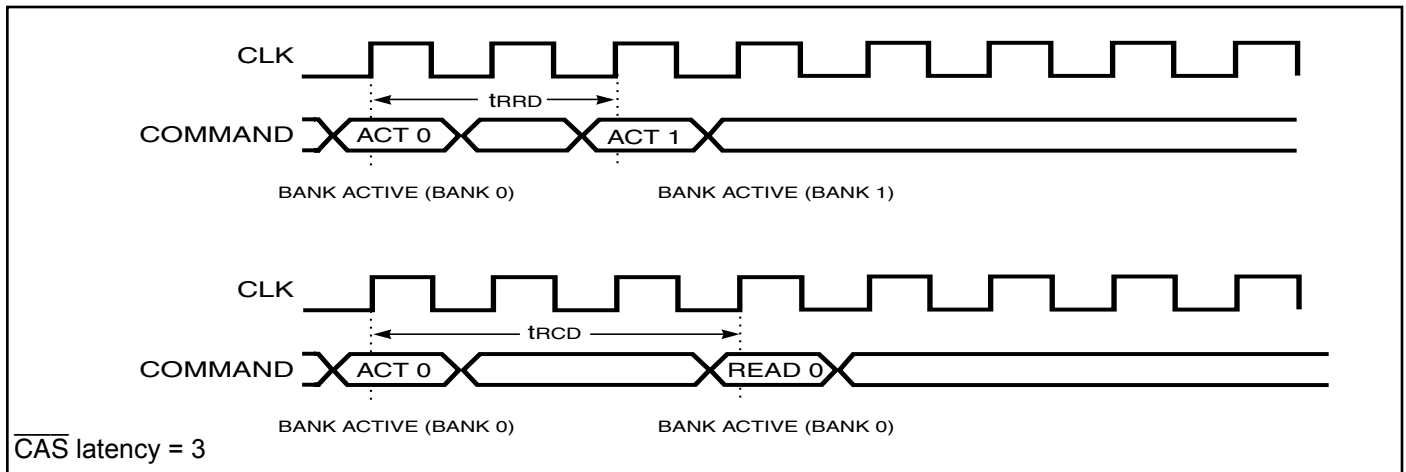 CLK
tRRD
COMMAND ACT 0 ACT 1
BANK ACTIVE (BANK 0) BANK ACTIVE (BANK 1)
CLK
tRCD
COMMAND ACT 0 READ 0
BANK ACTIVE (BANK 0) BANK ACTIVE (BANK 0)
C̅A̅S̅ latency = 3